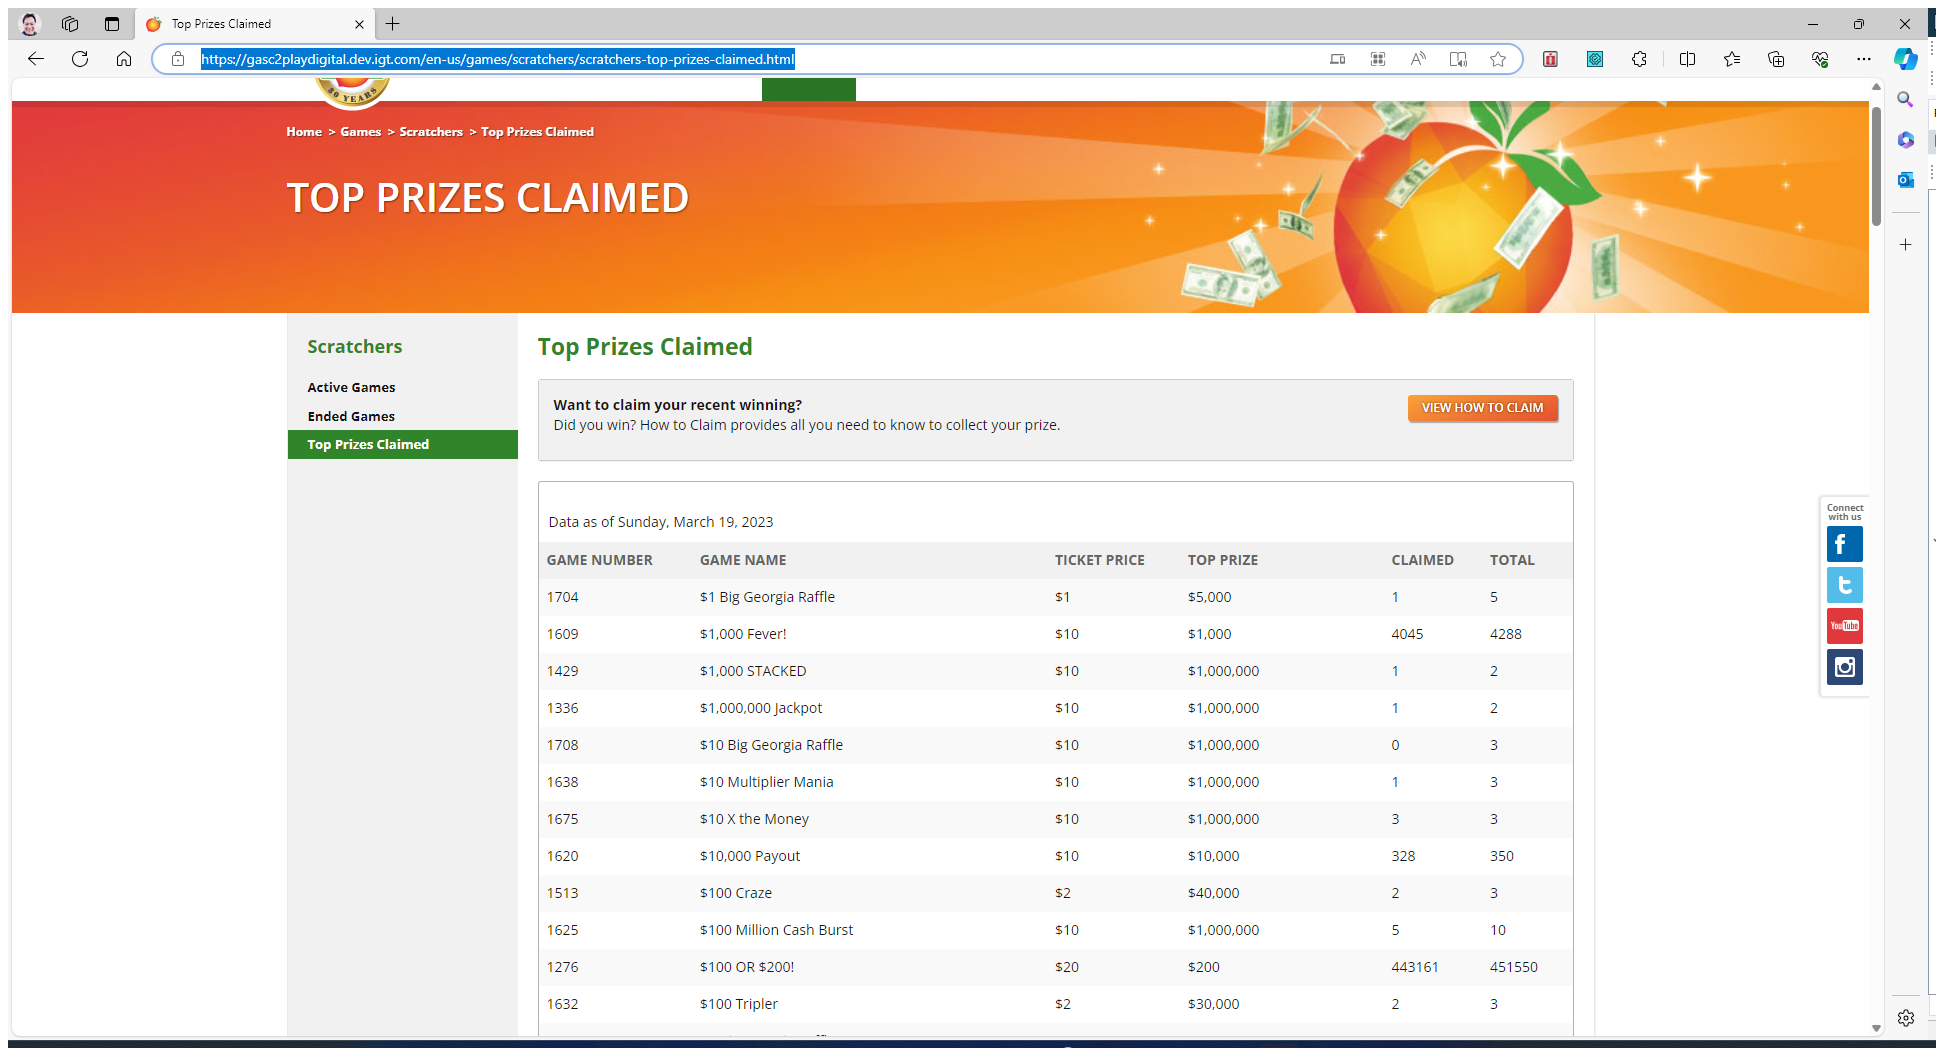 Top Prizes Claimed
https://gasc2playdigital.dev.igt.com/en-us/games/scratchers/scratchers-top-prizes-claimed.html
30 YEARS
Home > Games > Scratchers > Top Prizes Claimed
TOP PRIZES CLAIMED
Scratchers
Active Games
Ended Games
Top Prizes Claimed
Top Prizes Claimed
Want to claim your recent winning?
Did you win? How to Claim provides all you need to know to collect your prize.
VIEW HOW TO CLAIM
Data as of Sunday, March 19, 2023
GAME NUMBER GAME NAME TICKET PRICE TOP PRIZE CLAIMED TOTAL
1704 $1 Big Georgia Raffle $1 $5,000 1 5
1609 $1,000 Fever! $10 $1,000 4045 4288
1429 $1,000 STACKED $10 $1,000,000 1 2
1336 $1,000,000 Jackpot $10 $1,000,000 1 2
1708 $10 Big Georgia Raffle $10 $1,000,000 0 3
1638 $10 Multiplier Mania $10 $1,000,000 1 3
1675 $10 X the Money $10 $1,000,000 3 3
1620 $10,000 Payout $10 $10,000 328 350
1513 $100 Craze $2 $40,000 2 3
1625 $100 Million Cash Burst $10 $1,000,000 5 10
1276 $100 OR $200! $20 $200 443161 451550
1632 $100 Tripler $2 $30,000 2 3
Connect
with us
YouTube